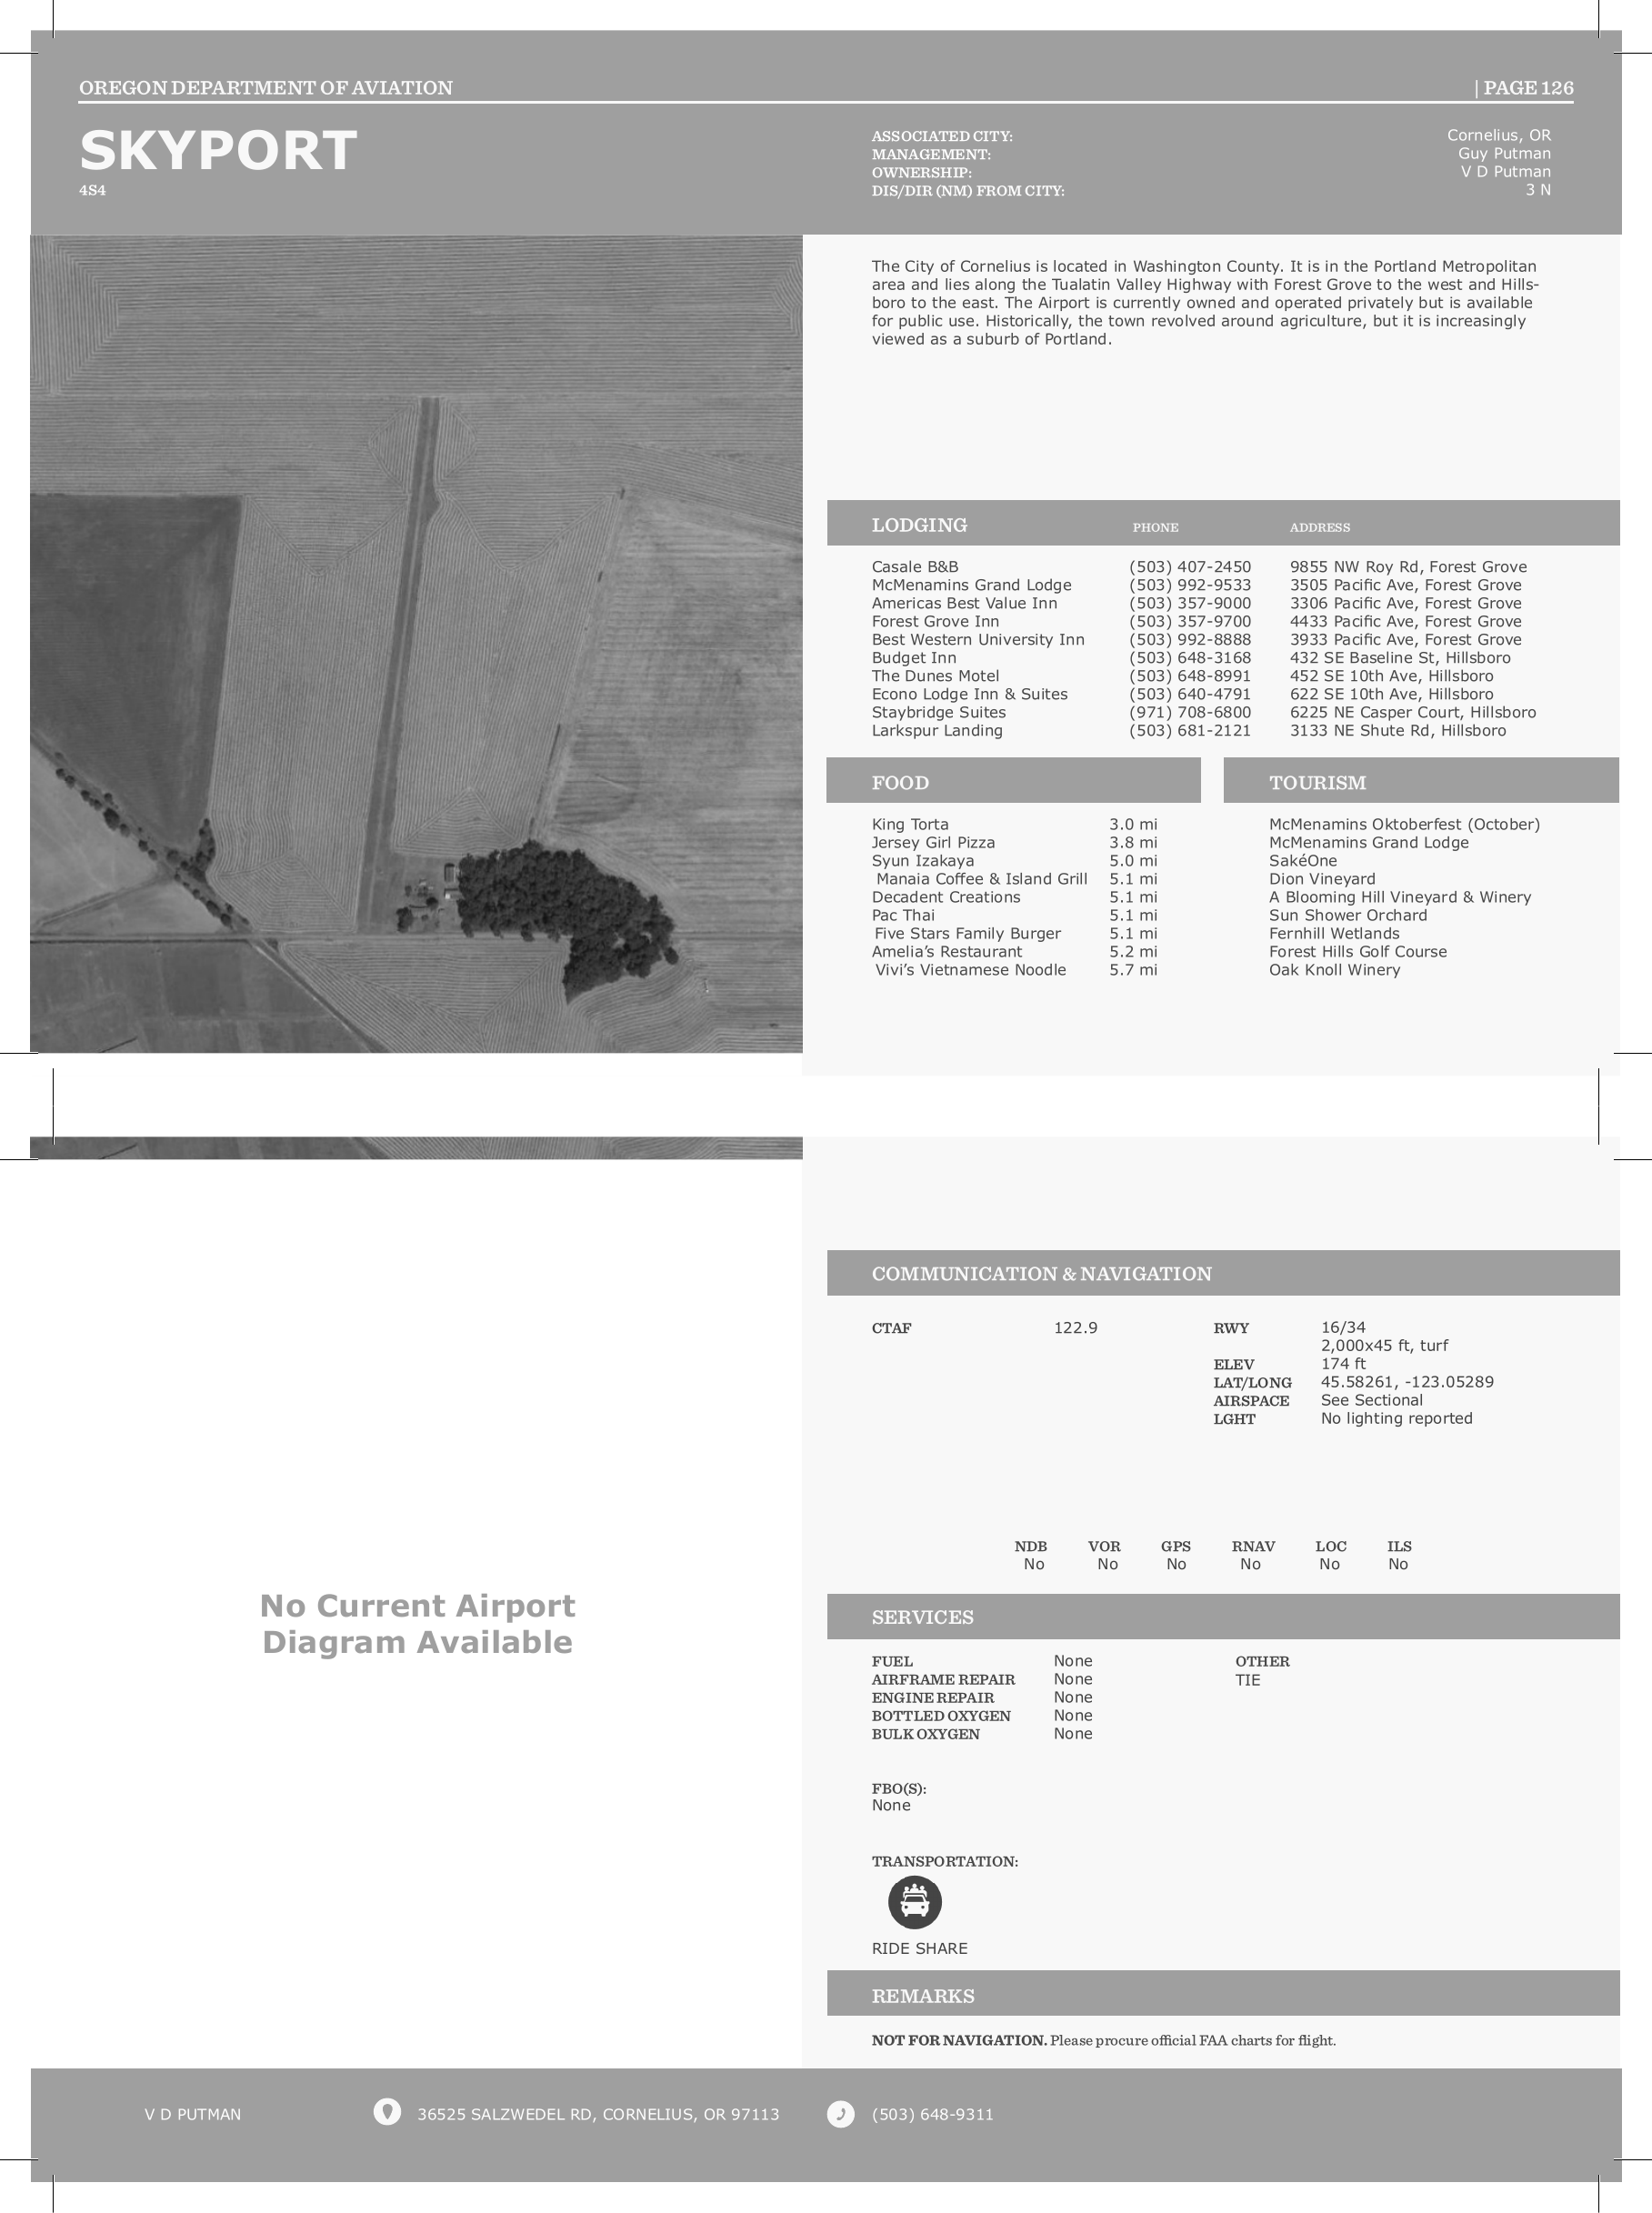 OREGON DEPARTMENT OF AVIATION | PAGE 126
SKYPORT
4S4
ASSOCIATED CITY: Cornelius, OR
MANAGEMENT: Guy Putman
OWNERSHIP: V D Putman
DIS/DIR (NM) FROM CITY: 3 N
The City of Cornelius is located in Washington County. It is in the Portland Metropolitan
area and lies along the Tualatin Valley Highway with Forest Grove to the west and Hills-
boro to the east. The Airport is currently owned and operated privately but is available
for public use. Historically, the town revolved around agriculture, but it is increasingly
viewed as a suburb of Portland.
LODGING PHONE ADDRESS
Casale B&B (503) 407-2450 9855 NW Roy Rd, Forest Grove
McMenamins Grand Lodge (503) 992-9533 3505 Pacific Ave, Forest Grove
Americas Best Value Inn (503) 357-9000 3306 Pacific Ave, Forest Grove
Forest Grove Inn (503) 357-9700 4433 Pacific Ave, Forest Grove
Best Western University Inn (503) 992-8888 3933 Pacific Ave, Forest Grove
Budget Inn (503) 648-3168 432 SE Baseline St, Hillsboro
The Dunes Motel (503) 648-8991 452 SE 10th Ave, Hillsboro
Econo Lodge Inn & Suites (503) 640-4791 622 SE 10th Ave, Hillsboro
Staybridge Suites (971) 708-6800 6225 NE Casper Court, Hillsboro
Larkspur Landing (503) 681-2121 3133 NE Shute Rd, Hillsboro
FOOD
King Torta 3.0 mi
Jersey Girl Pizza 3.8 mi
Syun Izakaya 5.0 mi
Manaia Coffee & Island Grill 5.1 mi
Decadent Creations 5.1 mi
Pac Thai 5.1 mi
Five Stars Family Burger 5.1 mi
Amelia's Restaurant 5.2 mi
Vivi's Vietnamese Noodle 5.7 mi
TOURISM
McMenamins Oktoberfest (October)
McMenamins Grand Lodge
SakéOne
Dion Vineyard
A Blooming Hill Vineyard & Winery
Sun Shower Orchard
Fernhill Wetlands
Forest Hills Golf Course
Oak Knoll Winery
No Current Airport
Diagram Available
COMMUNICATION & NAVIGATION
CTAF 122.9
RWY 16/34
2,000x45 ft, turf
ELEV 174 ft
LAT/LONG 45.58261, -123.05289
AIRSPACE See Sectional
LGHT No lighting reported
NDB VOR GPS RNAV LOC ILS
No No No No No No
SERVICES
FUEL None
AIRFRAME REPAIR None
ENGINE REPAIR None
BOTTLED OXYGEN None
BULK OXYGEN None
OTHER
TIE
FBO(S):
None
TRANSPORTATION:
RIDE SHARE
REMARKS
NOT FOR NAVIGATION. Please procure official FAA charts for flight.
V D PUTMAN 36525 SALZWEDEL RD, CORNELIUS, OR 97113 (503) 648-9311